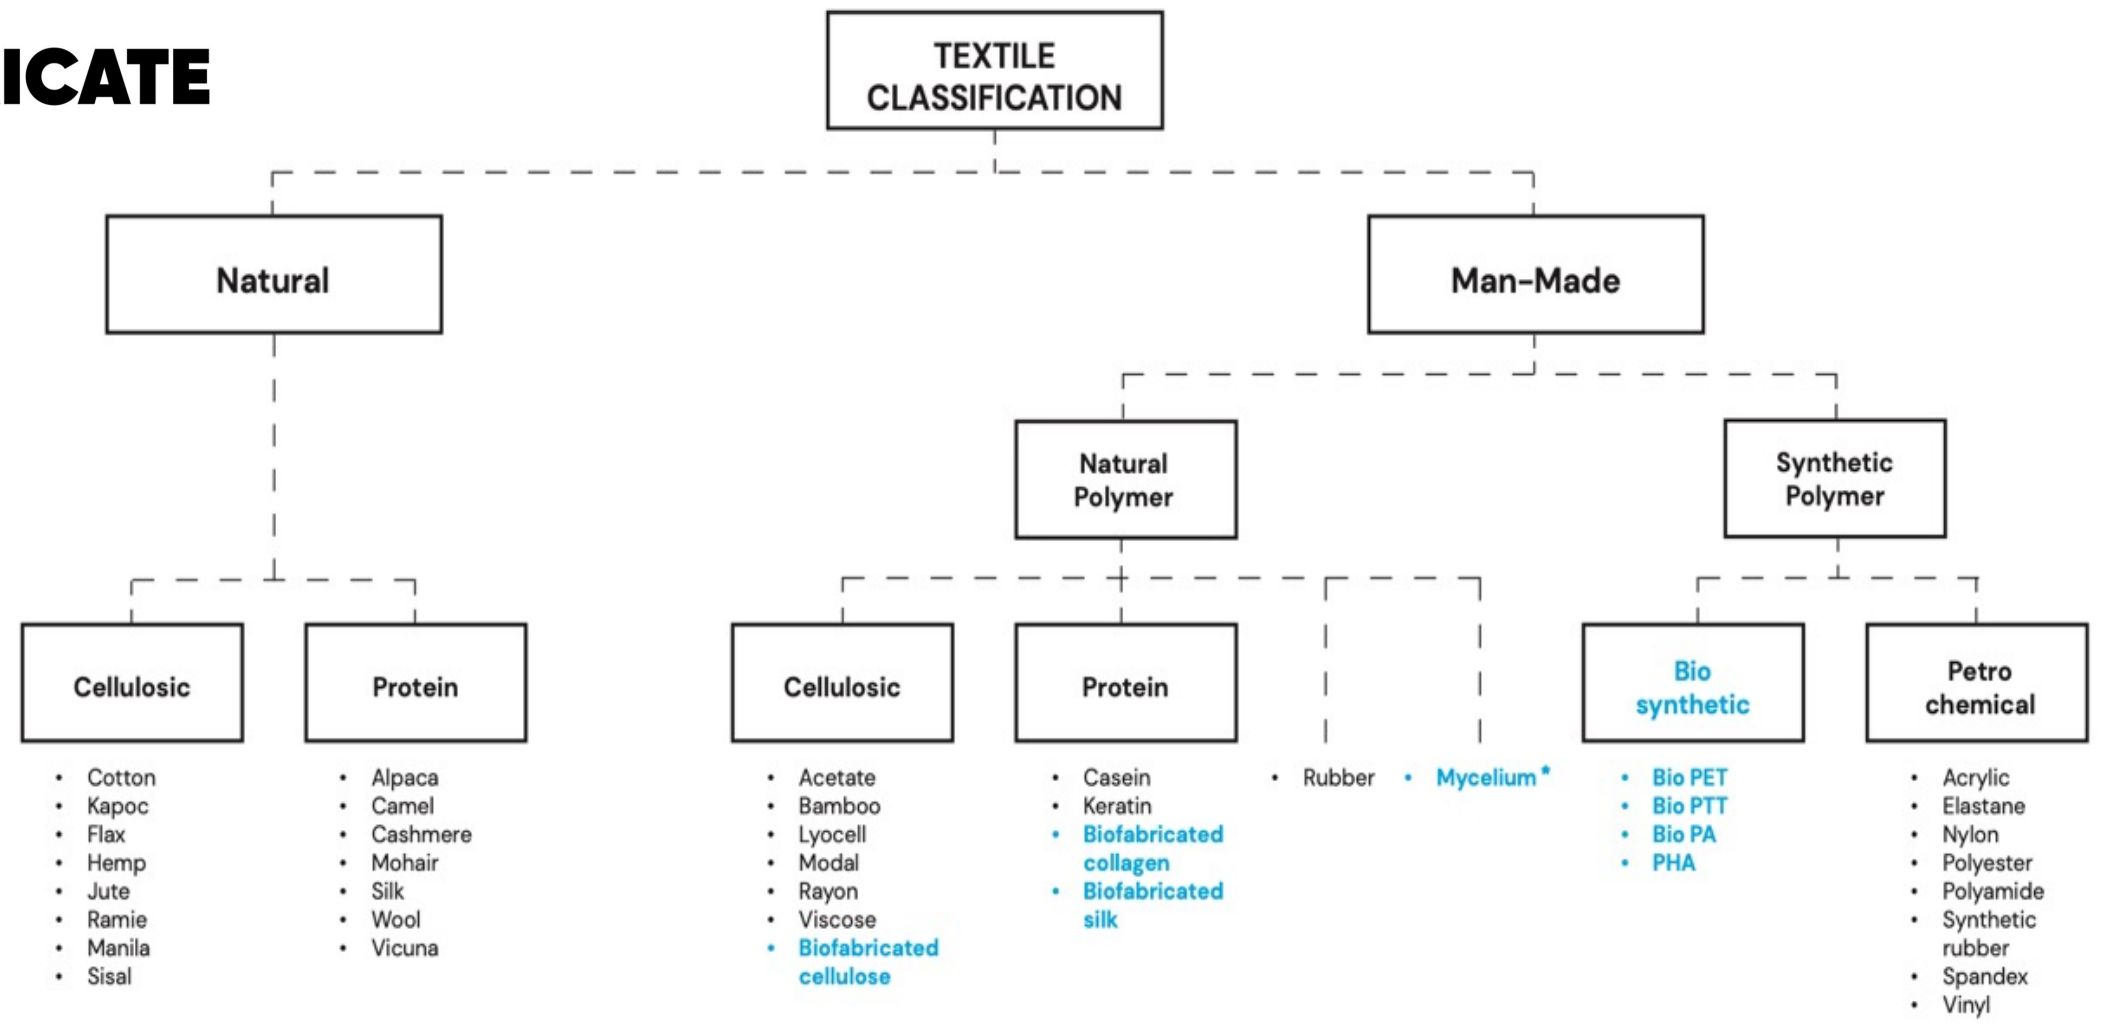 ICATE
TEXTILE
CLASSIFICATION
Natural
Man-Made
Natural
Polymer
Synthetic
Polymer
Cellulosic
Protein
Cellulosic
Protein
Bio
synthetic
Petro
chemical
• Cotton
• Kapoc
• Flax
• Hemp
• Jute
• Ramie
• Manila
• Sisal
• Alpaca
• Camel
• Cashmere
• Mohair
• Silk
• Wool
• Vicuna
• Acetate
• Bamboo
• Lyocell
• Modal
• Rayon
• Viscose
• Biofabricated
cellulose
• Casein
• Keratin
• Biofabricated
collagen
• Biofabricated
silk
• Rubber
• Mycelium*
• Bio PET
• Bio PTT
• Bio PA
• PHA
• Acrylic
• Elastane
• Nylon
• Polyester
• Polyamide
• Synthetic
rubber
• Spandex
• Vinyl